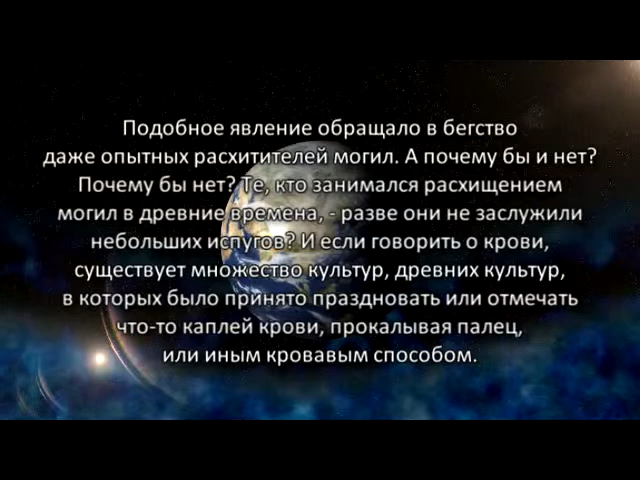 Подобное явление обращало в бегство
даже опытных расхитителей могил. А почему бы и нет?
Почему бы нет? Те, кто занимался расхищением
могил в древние времена, - разве они не заслужили
небольших испугов? И если говорить о крови,
существует множество культур, древних культур,
в которых было принято праздновать или отмечать
что-то каплей крови, прокалывая палец,
или иным кровавым способом.